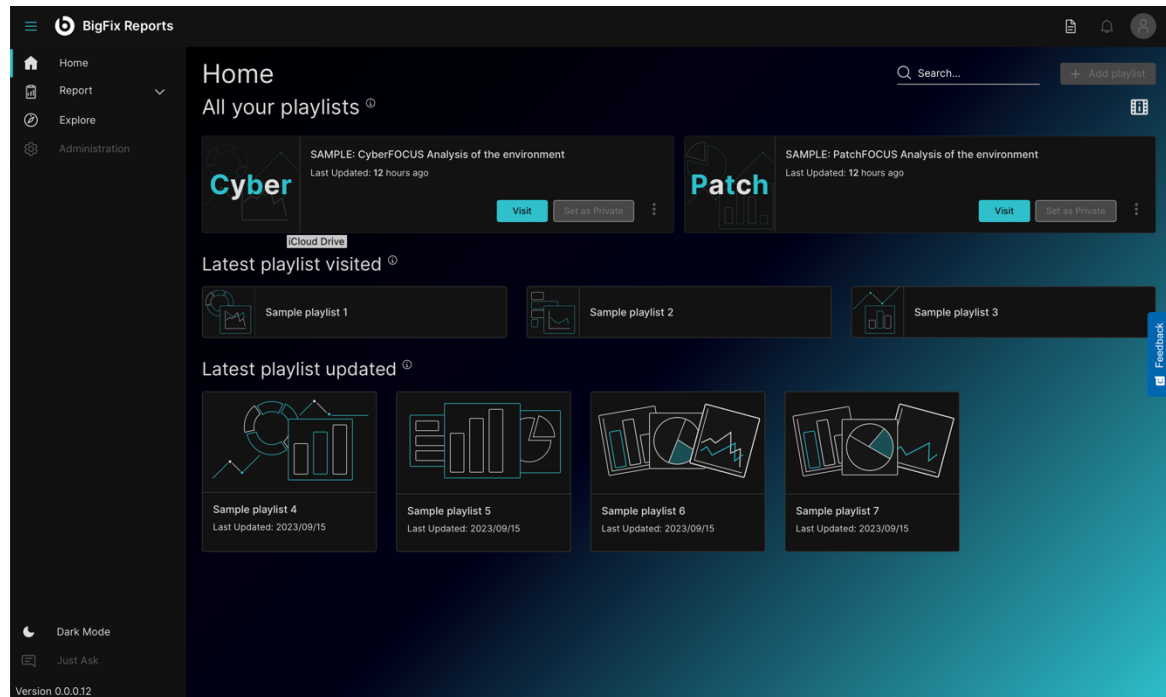 BigFix Reports
Home
Report
Explore
Administration
Home
Search...
+ Add playlist
All your playlists
Cyber
SAMPLE: CyberFOCUS Analysis of the environment
Last Updated: 12 hours ago
Visit
Set as Private
Patch
SAMPLE: PatchFOCUS Analysis of the environment
Last Updated: 12 hours ago
Visit
Set as Private
iCloud Drive
Latest playlist visited
Sample playlist 1
Sample playlist 2
Sample playlist 3
Feedback
Latest playlist updated
Sample playlist 4
Last Updated: 2023/09/15
Sample playlist 5
Last Updated: 2023/09/15
Sample playlist 6
Last Updated: 2023/09/15
Sample playlist 7
Last Updated: 2023/09/15
Dark Mode
Just Ask
Version 0.0.0.12